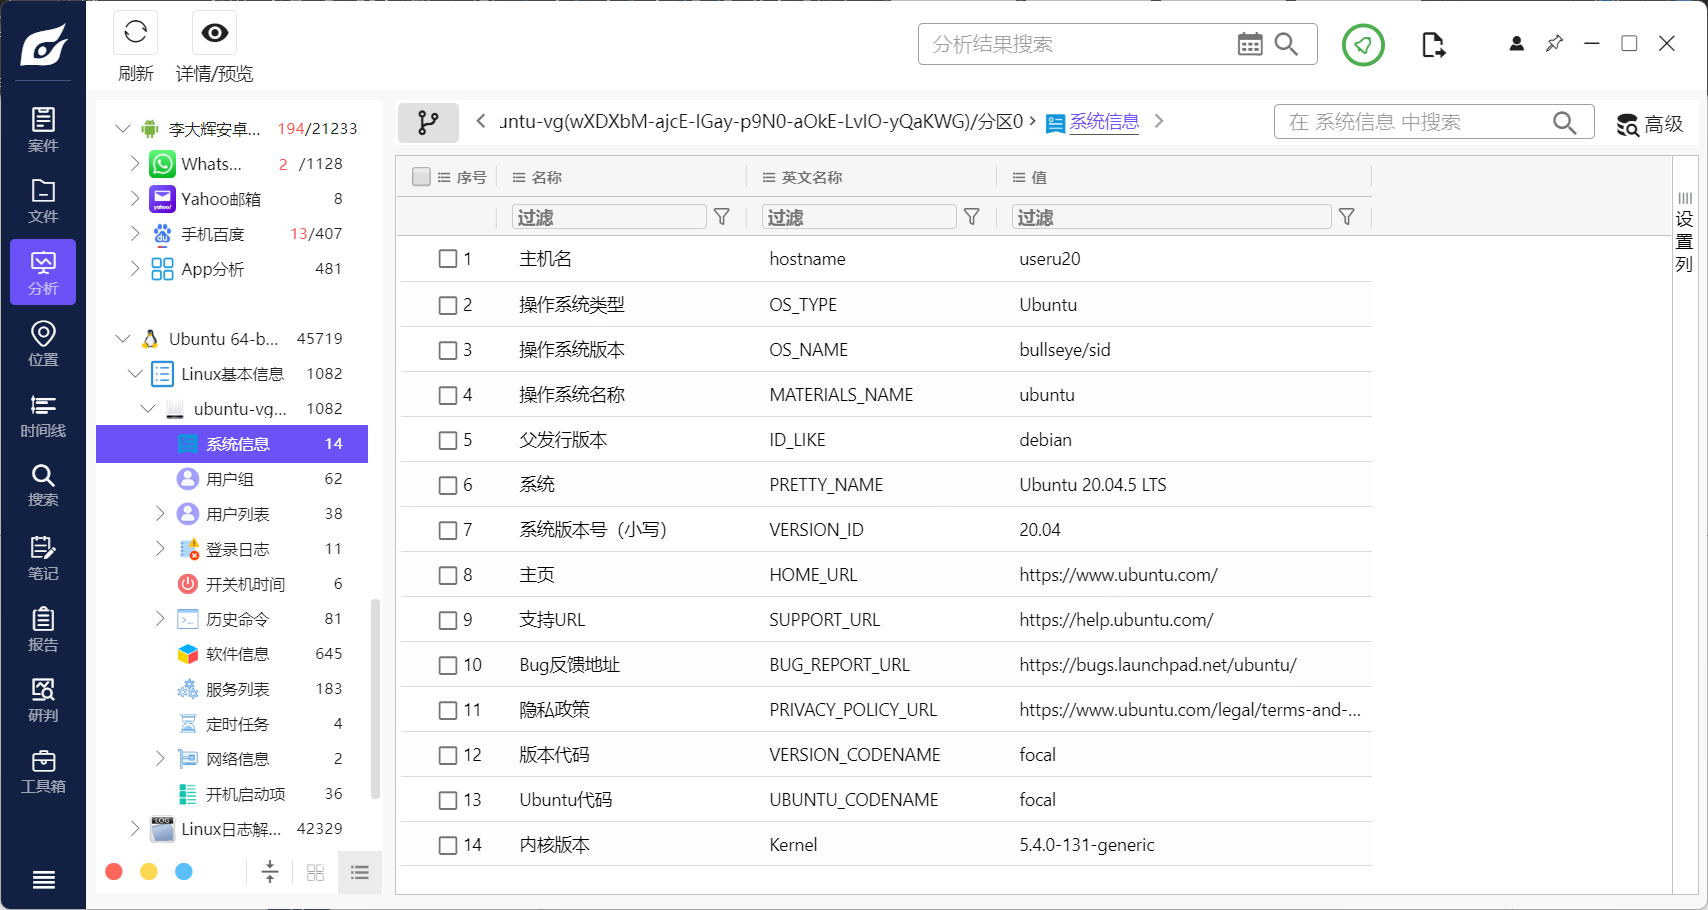 刷新
详情/预览
分析结果搜索
案件
文件
分析
位置
时间线
搜索
笔记
报告
研判
工具箱
李大辉安卓... 194/21233
Whats... 2 /1128
Yahoo邮箱 8
手机百度 13/407
App分析 481
Ubuntu 64-b... 45719
Linux基本信息 1082
ubuntu-vg... 1082
系统信息 14
用户组 62
用户列表 38
登录日志 11
开关机时间 6
历史命令 81
软件信息 645
服务列表 183
定时任务 4
网络信息 2
开机启动项 36
Linux日志解... 42329
untu-vg(wXDXbM-ajcE-IGay-p9N0-aOkE-LvIO-yQaKWG)/分区0 › 系统信息
在 系统信息 中搜索
高级
序号 名称 英文名称 值
过滤 过滤 过滤
1 主机名 hostname useru20
2 操作系统类型 OS_TYPE Ubuntu
3 操作系统版本 OS_NAME bullseye/sid
4 操作系统名称 MATERIALS_NAME ubuntu
5 父发行版本 ID_LIKE debian
6 系统 PRETTY_NAME Ubuntu 20.04.5 LTS
7 系统版本号（小写） VERSION_ID 20.04
8 主页 HOME_URL https://www.ubuntu.com/
9 支持URL SUPPORT_URL https://help.ubuntu.com/
10 Bug反馈地址 BUG_REPORT_URL https://bugs.launchpad.net/ubuntu/
11 隐私政策 PRIVACY_POLICY_URL https://www.ubuntu.com/legal/terms-and-...
12 版本代码 VERSION_CODENAME focal
13 Ubuntu代码 UBUNTU_CODENAME focal
14 内核版本 Kernel 5.4.0-131-generic
设置列